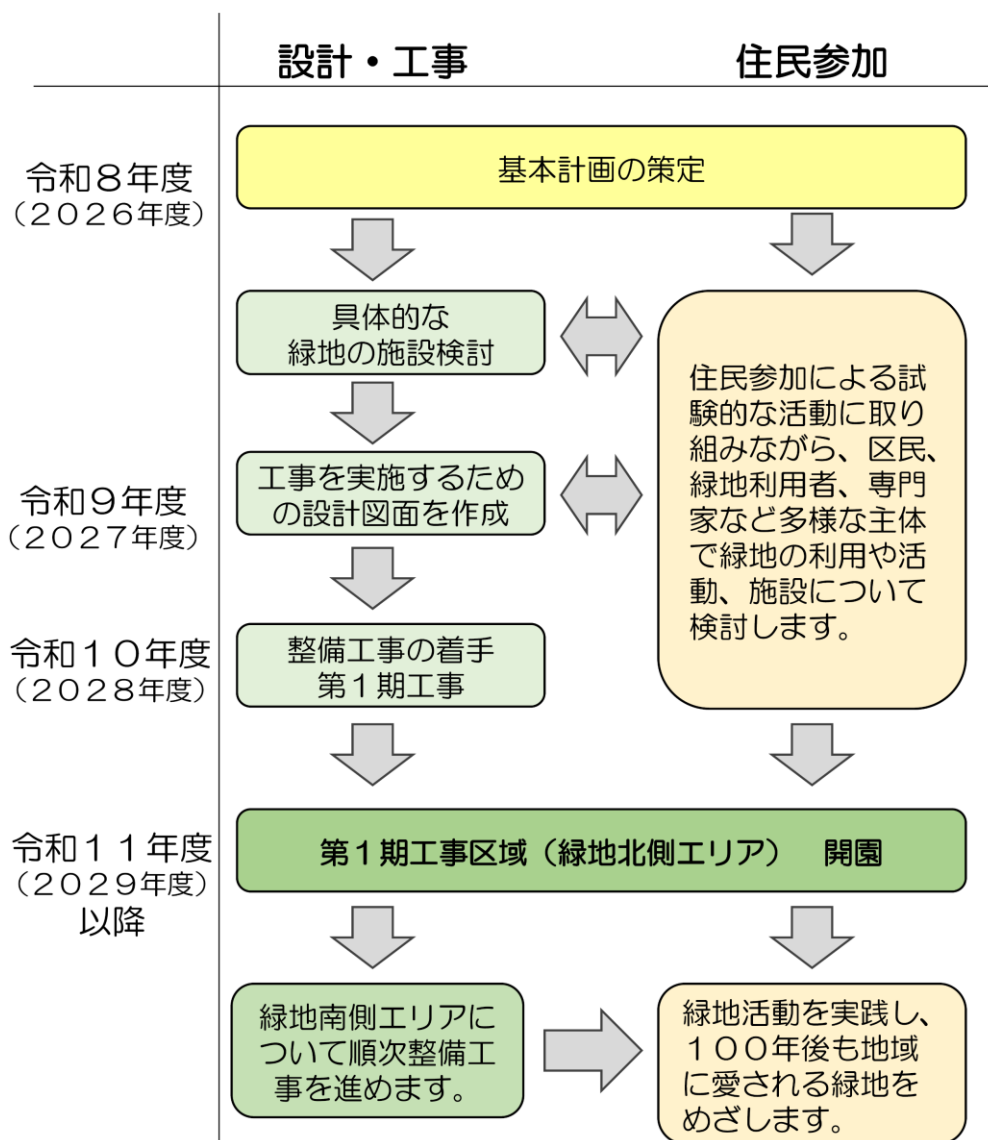 設計・工事
住民参加
令和８年度
（２０２６年度）
基本計画の策定
具体的な
緑地の施設検討
住民参加による試
験的な活動に取り
組みながら、区民、
緑地利用者、専門
家など多様な主体
で緑地の利用や活
動、施設について
検討します。
令和９年度
（２０２７年度）
工事を実施するため
の設計図面を作成
令和１０年度
（２０２８年度）
整備工事の着手
第１期工事
令和１１年度
（２０２９年度）
以降
第１期工事区域（緑地北側エリア）　開園
緑地南側エリアに
ついて順次整備工
事を進めます。
緑地活動を実践し、
１００年後も地域
に愛される緑地を
めざします。